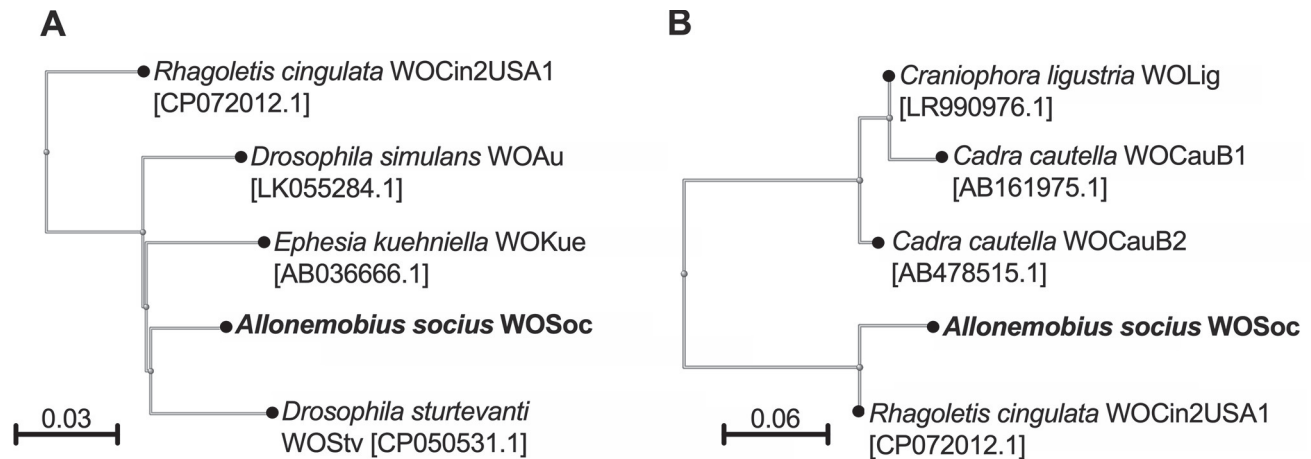 A
Rhagoletis cingulata WOCin2USA1
[CP072012.1]
Drosophila simulans WOAu
[LK055284.1]
Ephesia kuehniella WOKue
[AB036666.1]
Allonemobius socius WOSoc
Drosophila sturtevanti
WOStv [CP050531.1]
0.03
B
Craniophora ligustria WOLig
[LR990976.1]
Cadra cautella WOCauB1
[AB161975.1]
Cadra cautella WOCauB2
[AB478515.1]
Allonemobius socius WOSoc
Rhagoletis cingulata WOCin2USA1
[CP072012.1]
0.06